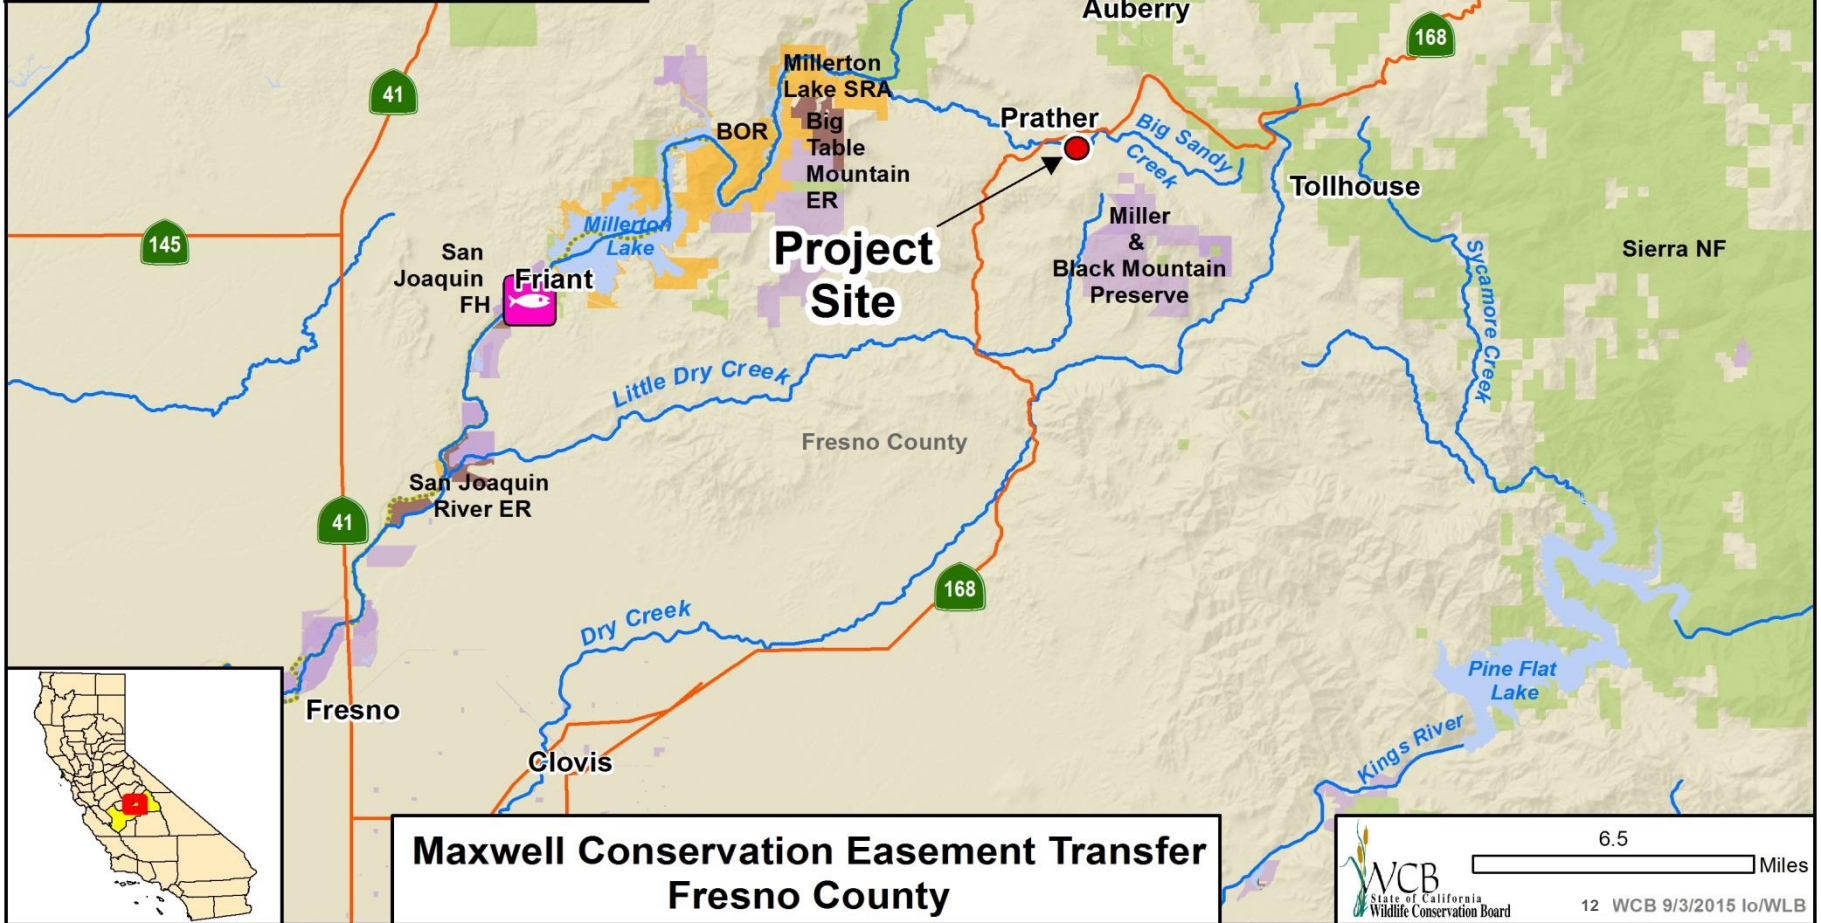 Auberry
168
41
Millerton
Lake SRA
Prather
Big Sandy
Creek
BOR
Big
Table
Mountain
ER
Tollhouse
145
Millerton
Lake
Miller
&
Black Mountain
Preserve
Sierra NF
San
Joaquin
FH
Friant
Project
Site
Sycamore Creek
Little Dry Creek
Fresno County
San Joaquin
River ER
41
168
Dry Creek
Pine Flat
Lake
Kings River
Fresno
Clovis
Maxwell Conservation Easement Transfer
Fresno County
6.5
Miles
WCB
State of California
Wildlife Conservation Board
12 WCB 9/3/2015 lo/WLB